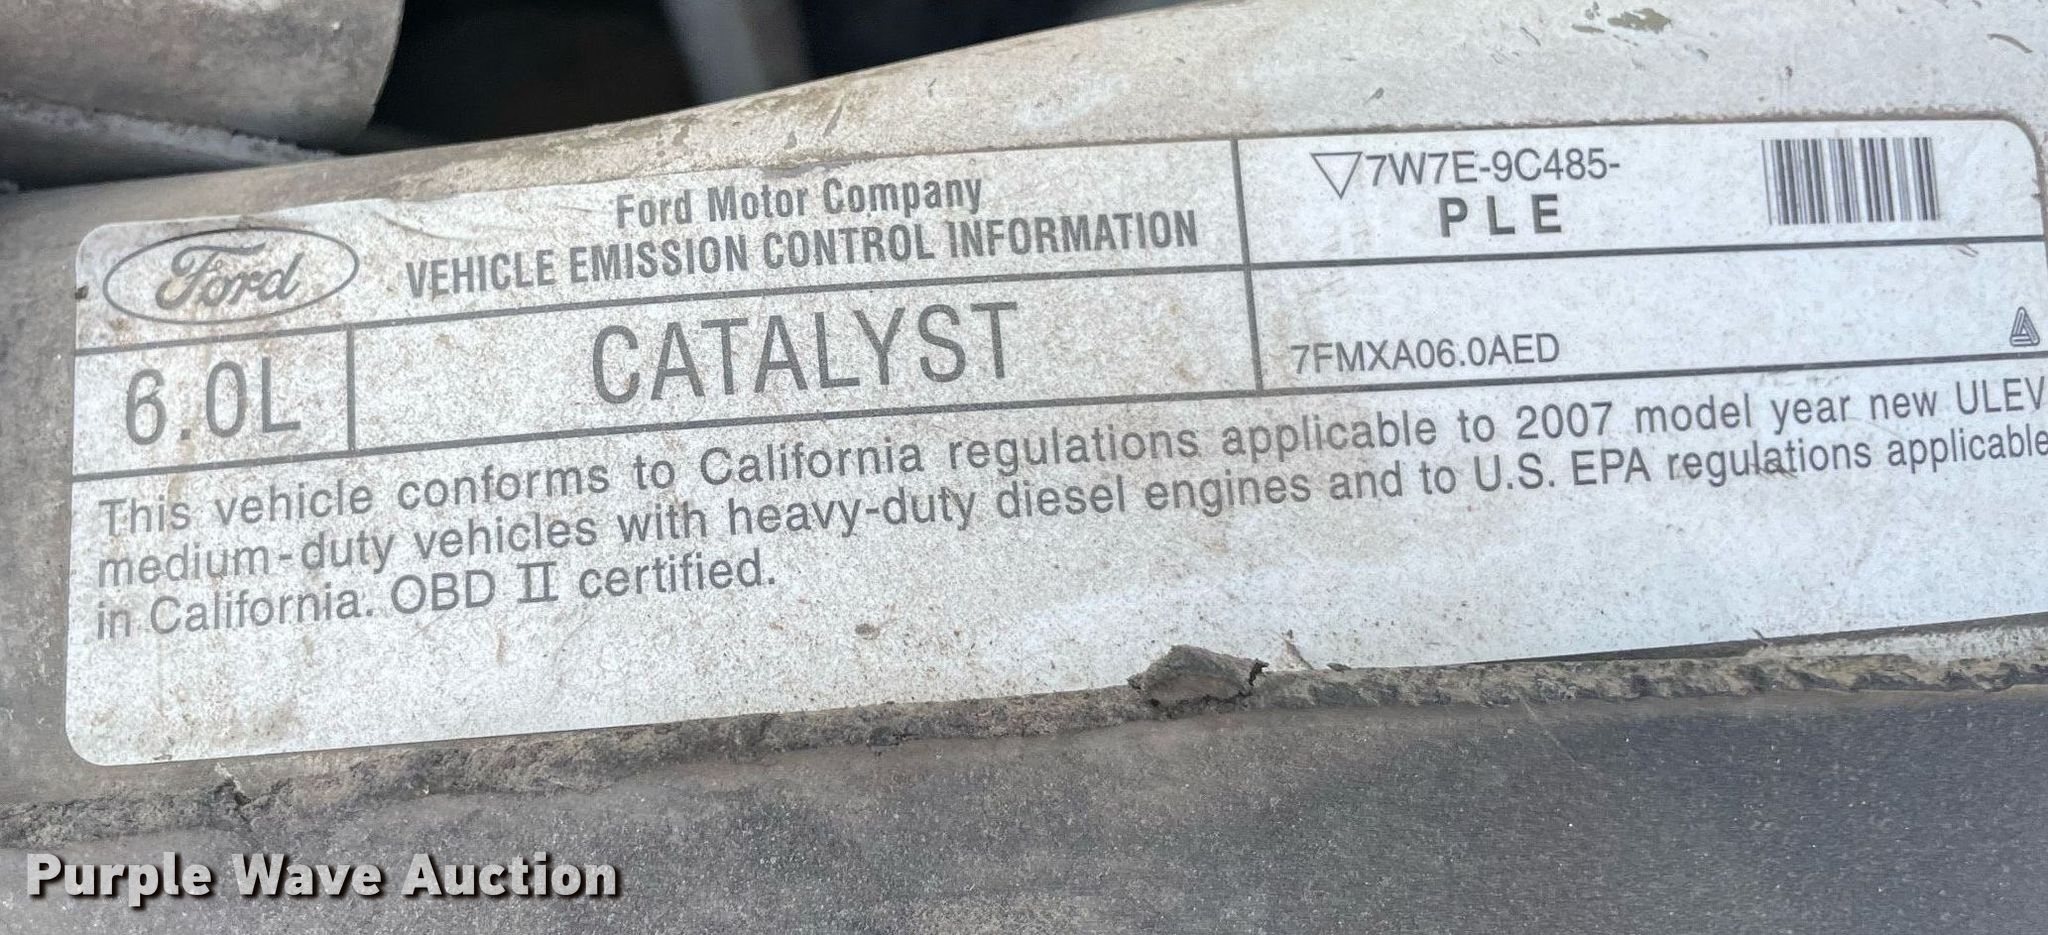 Ford
Ford Motor Company
VEHICLE EMISSION CONTROL INFORMATION
▽7W7E-9C485-
PLE
6.0L
CATALYST
7FMXA06.0AED
This vehicle conforms to California regulations applicable to 2007 model year new ULEV
medium-duty vehicles with heavy-duty diesel engines and to U.S. EPA regulations applicable
in California. OBD II certified.
Purple Wave Auction